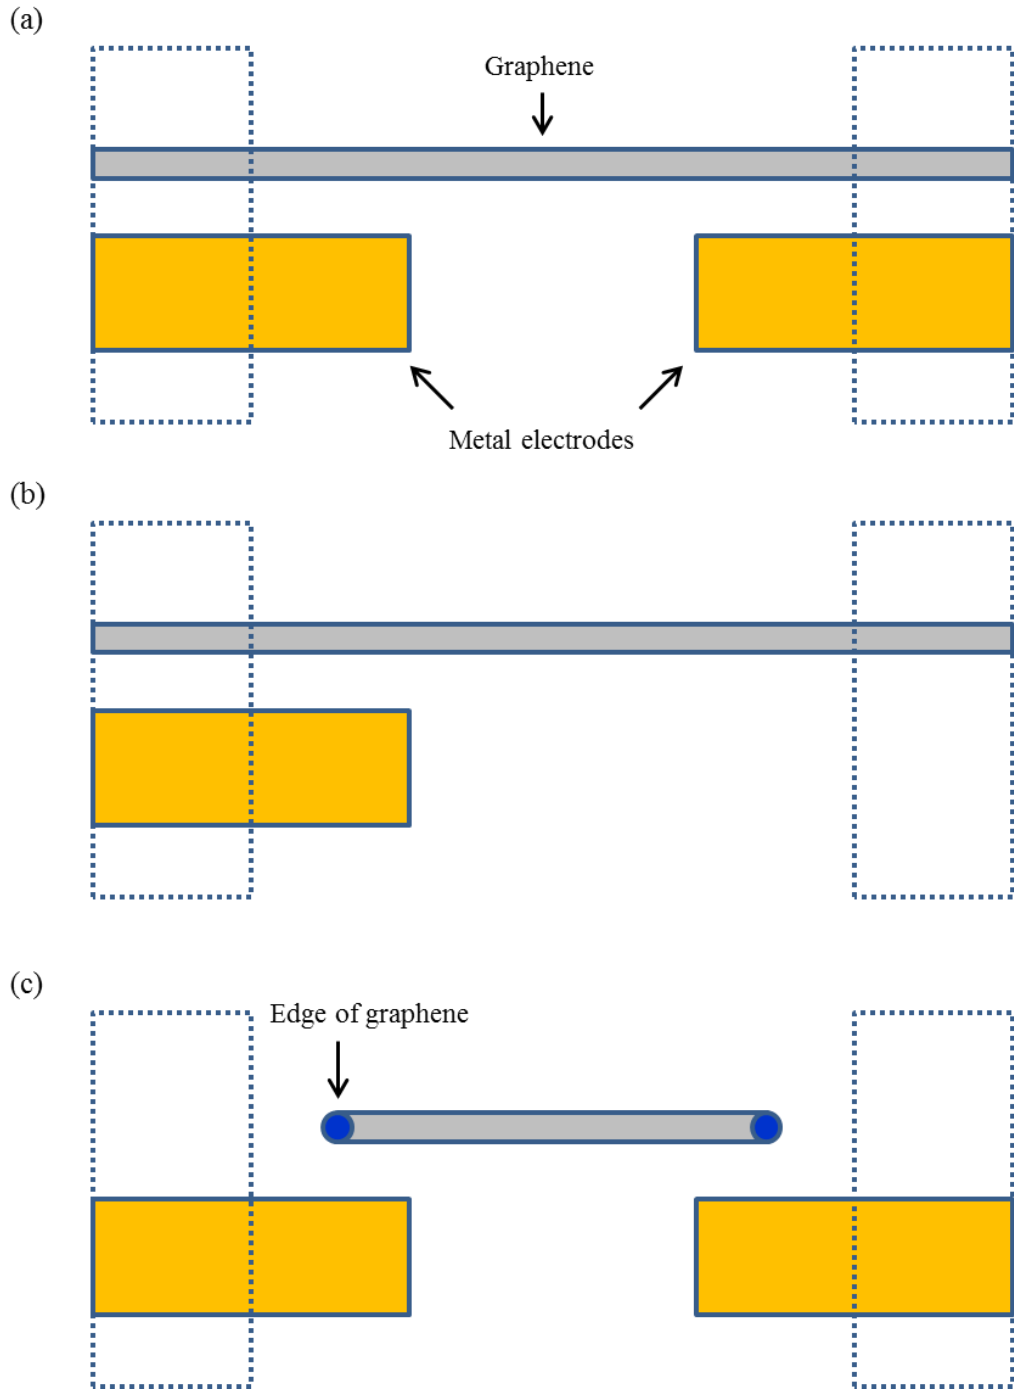 (a)
Graphene
Metal electrodes
(b)
(c)
Edge of graphene